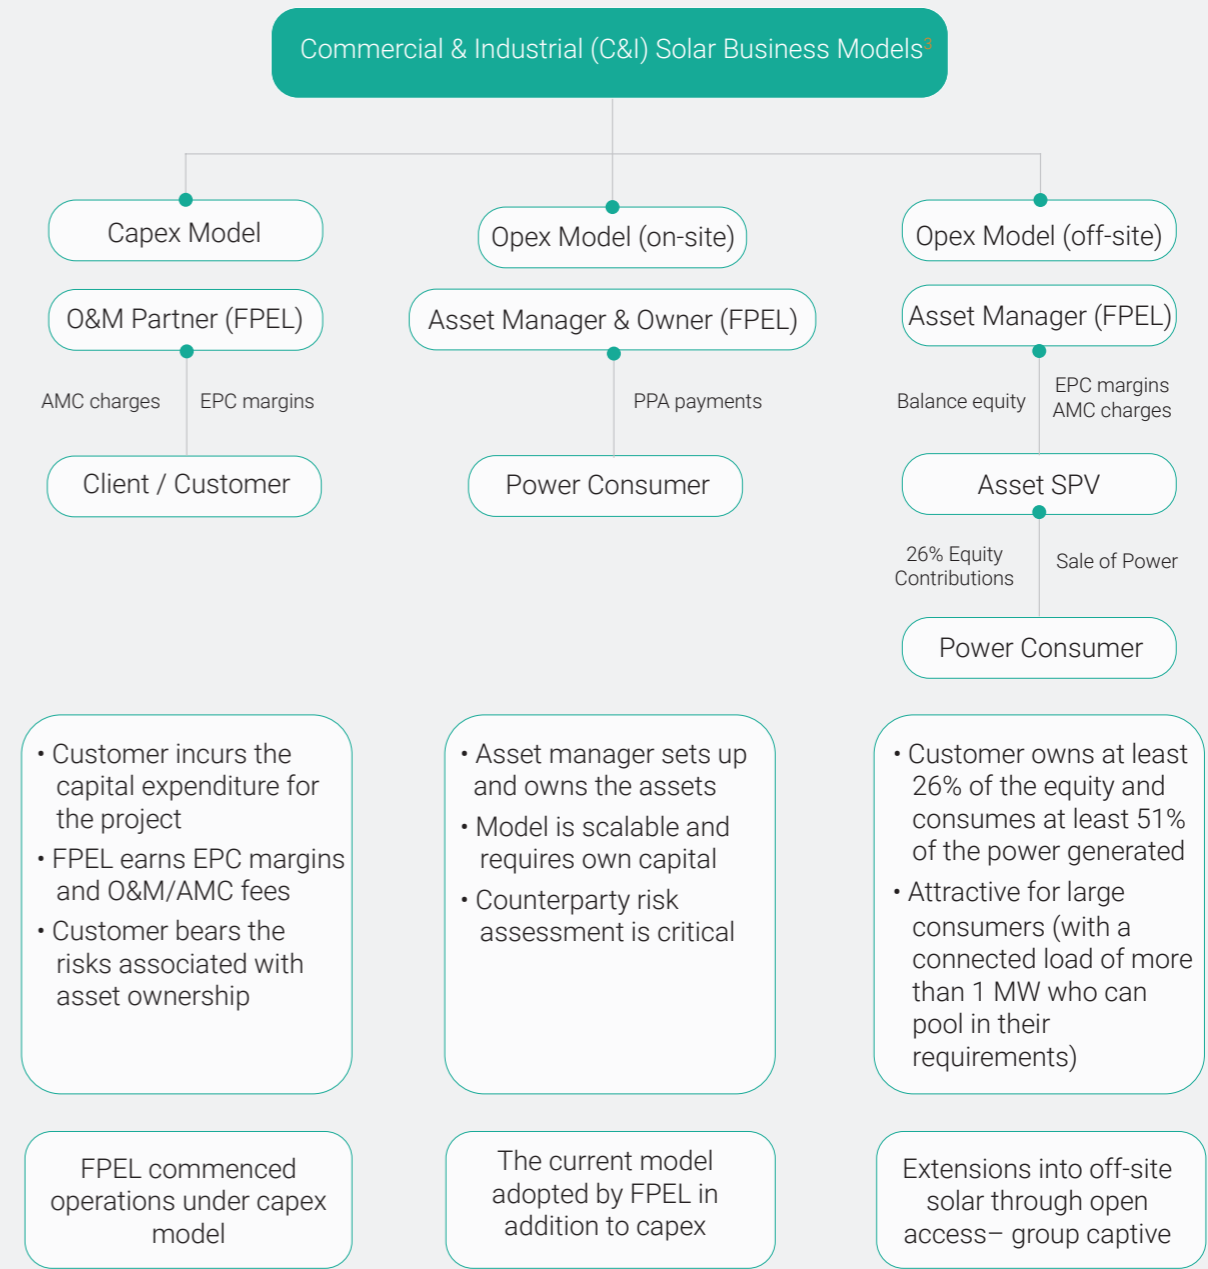 Commercial & Industrial (C&I) Solar Business Models3
Capex Model
Opex Model (on-site)
Opex Model (off-site)
O&M Partner (FPEL)
Asset Manager & Owner (FPEL)
Asset Manager (FPEL)
AMC charges
EPC margins
PPA payments
Balance equity
EPC margins
AMC charges
Client / Customer
Power Consumer
Asset SPV
26% Equity
Contributions
Sale of Power
Power Consumer
• Customer incurs the
capital expenditure for
the project
• FPEL earns EPC margins
and O&M/AMC fees
• Customer bears the
risks associated with
asset ownership
• Asset manager sets up
and owns the assets
• Model is scalable and
requires own capital
• Counterparty risk
assessment is critical
• Customer owns at least
26% of the equity and
consumes at least 51%
of the power generated
• Attractive for large
consumers (with a
connected load of more
than 1 MW who can
pool in their
requirements)
FPEL commenced
operations under capex
model
The current model
adopted by FPEL in
addition to capex
Extensions into off-site
solar through open
access– group captive